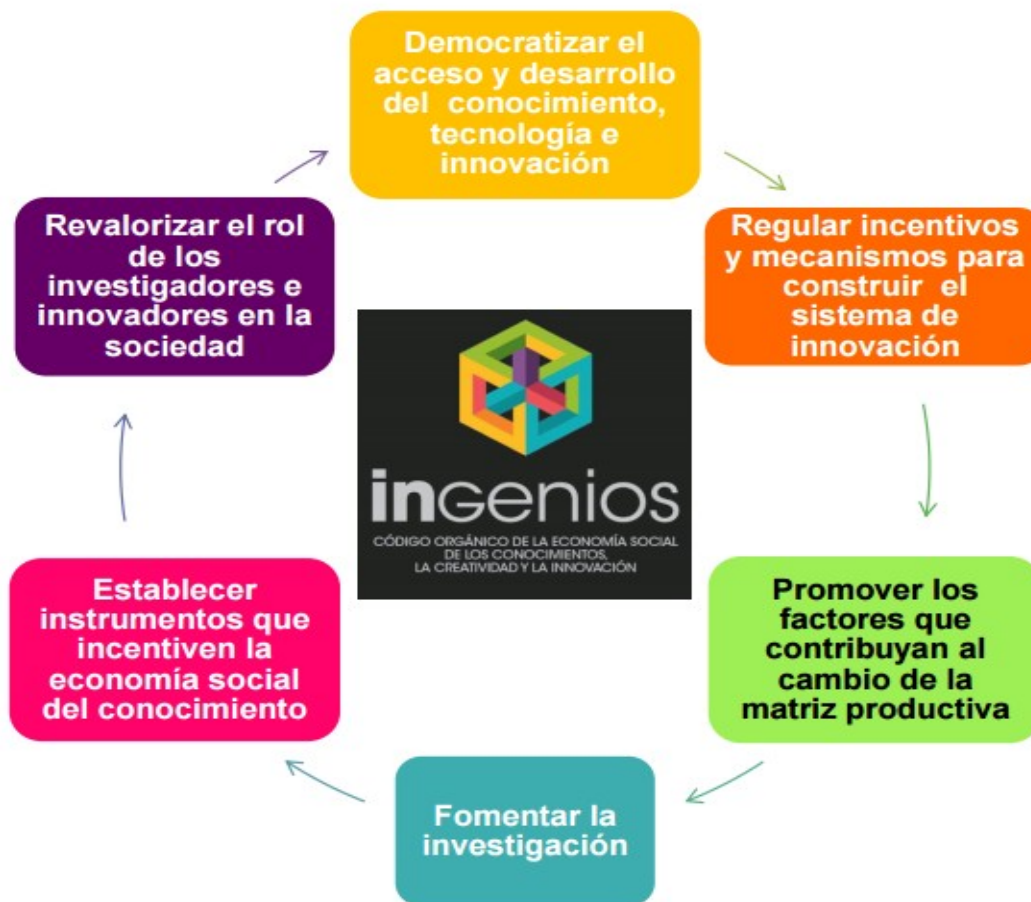 Democratizar el
acceso y desarrollo
del conocimiento,
tecnología e
innovación
Regular incentivos
y mecanismos para
construir el
sistema de
innovación
Promover los
factores que
contribuyan al
cambio de la
matriz productiva
Fomentar la
investigación
Establecer
instrumentos que
incentiven la
economía social
del conocimiento
Revalorizar el rol
de los
investigadores e
innovadores en la
sociedad
inGenios
CÓDIGO ORGÁNICO DE LA ECONOMÍA SOCIAL
DE LOS CONOCIMIENTOS,
LA CREATIVIDAD Y LA INNOVACIÓN